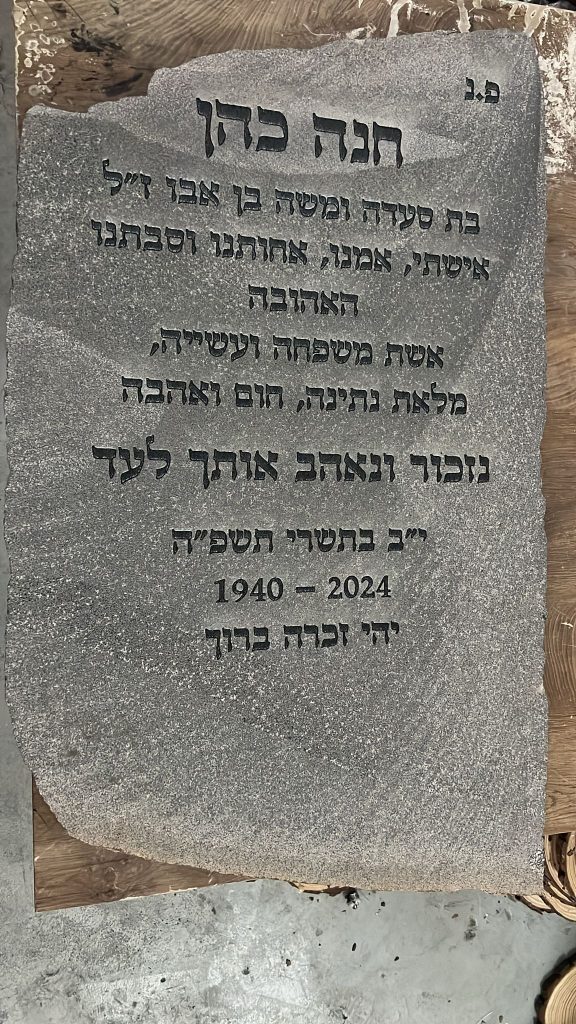 פ.נ
חנה כהן
בת סעדה ומשה בן אבו ז״ל
אישתי, אמנו, אחותנו וסבתנו
האהובה
אשת משפחה ועשייה,
מלאת נתינה, חום ואהבה
נזכור ונאהב אותך לעד
י״ב בתשרי תשפ״ה
1940 – 2024
יהי זכרה ברוך